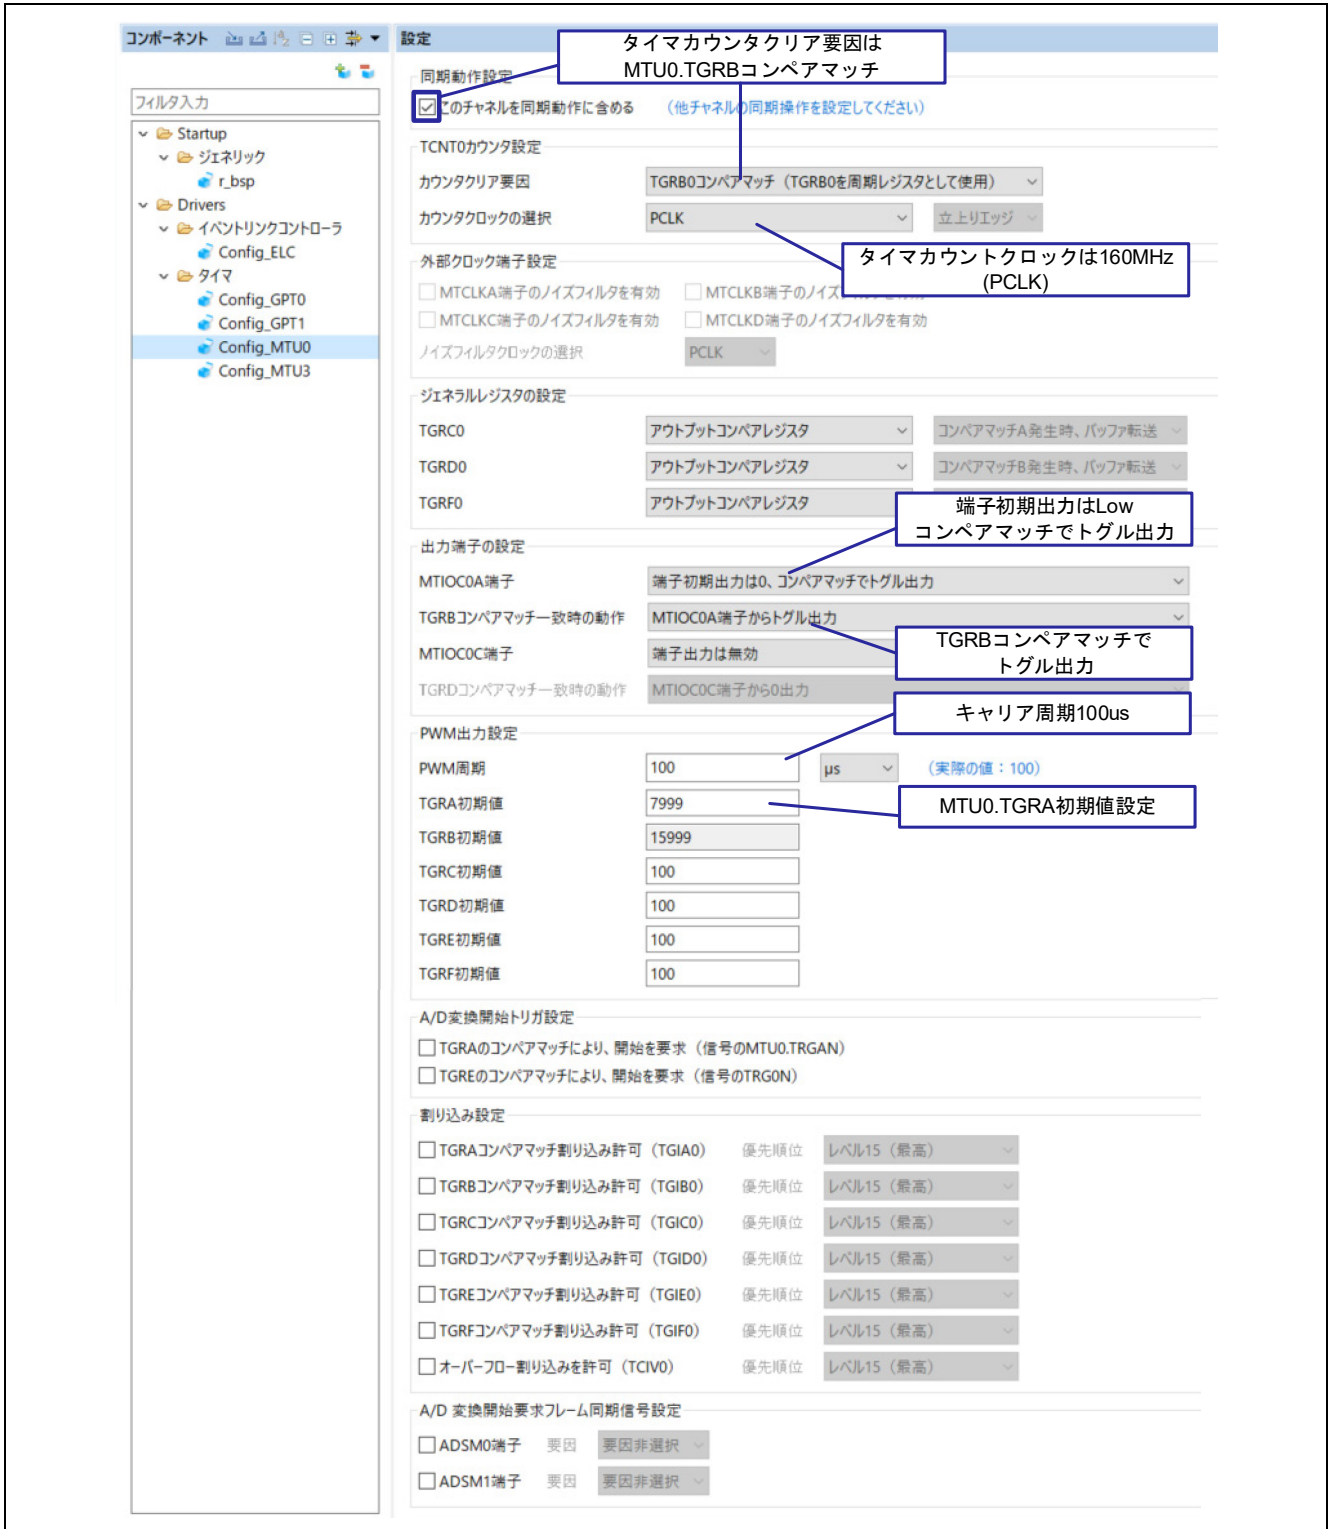 コンポーネント
フィルタ入力
Startup
ジェネリック
r_bsp
Drivers
イベントリンクコントローラ
Config_ELC
タイマ
Config_GPT0
Config_GPT1
Config_MTU0
Config_MTU3
設定
タイマカウンタクリア要因は
MTU0.TGRBコンペアマッチ
同期動作設定
このチャネルを同期動作に含める (他チャネルの同期操作を設定してください)
TCNT0カウンタ設定
カウンタクリア要因 TGRB0コンペアマッチ (TGRB0を周期レジスタとして使用)
カウンタクロックの選択 PCLK 立上りエッジ
タイマカウントクロックは160MHz
(PCLK)
外部クロック端子設定
MTCLKA端子のノイズフィルタを有効 MTCLKB端子のノイズ
MTCLKC端子のノイズフィルタを有効 MTCLKD端子のノイズフィルタを有効
ノイズフィルタクロックの選択 PCLK
ジェネラルレジスタの設定
TGRC0 アウトプットコンペアレジスタ コンペアマッチA発生時、バッファ転送
TGRD0 アウトプットコンペアレジスタ コンペアマッチB発生時、バッファ転送
TGRF0 アウトプットコンペアレジスタ
端子初期出力はLow
コンペアマッチでトグル出力
出力端子の設定
MTIOC0A端子 端子初期出力は0、コンペアマッチでトグル出力
TGRBコンペアマッチ一致時の動作 MTIOC0A端子からトグル出力
TGRBコンペアマッチで
トグル出力
MTIOC0C端子 端子出力は無効
TGRDコンペアマッチ一致時の動作 MTIOC0C端子から0出力
キャリア周期100us
PWM出力設定
PWM周期 100 μs (実際の値：100)
TGRA初期値 7999
MTU0.TGRA初期値設定
TGRB初期値 15999
TGRC初期値 100
TGRD初期値 100
TGRE初期値 100
TGRF初期値 100
A/D変換開始トリガ設定
TGRAのコンペアマッチにより、開始を要求 (信号のMTU0.TRGAN)
TGREのコンペアマッチにより、開始を要求 (信号のTRG0N)
割り込み設定
TGRAコンペアマッチ割り込み許可 (TGIA0) 優先順位 レベル15 (最高)
TGRBコンペアマッチ割り込み許可 (TGIB0) 優先順位 レベル15 (最高)
TGRCコンペアマッチ割り込み許可 (TGIC0) 優先順位 レベル15 (最高)
TGRDコンペアマッチ割り込み許可 (TGID0) 優先順位 レベル15 (最高)
TGREコンペアマッチ割り込み許可 (TGIE0) 優先順位 レベル15 (最高)
TGRFコンペアマッチ割り込み許可 (TGIF0) 優先順位 レベル15 (最高)
オーバーフロー割り込みを許可 (TCIV0) 優先順位 レベル15 (最高)
A/D 変換開始要求フレーム同期信号設定
ADSM0端子 要因 要因非選択
ADSM1端子 要因 要因非選択